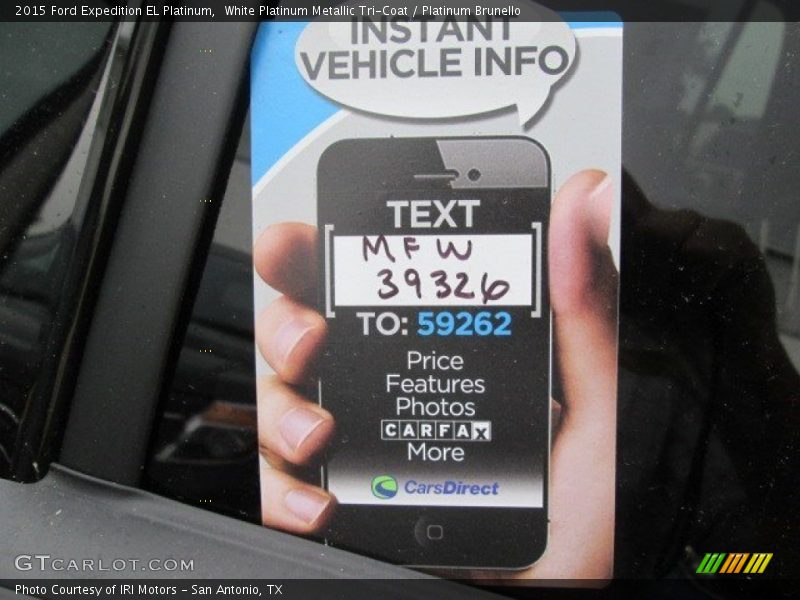 2015 Ford Expedition EL Platinum,  White Platinum Metallic Tri-Coat / Platinum Brunello
INSTANT
VEHICLE INFO
TEXT
MFW
39326
TO: 59262
Price
Features
Photos
CARFAX
More
CarsDirect
GTCARLOT.COM
Photo Courtesy of IRI Motors - San Antonio, TX